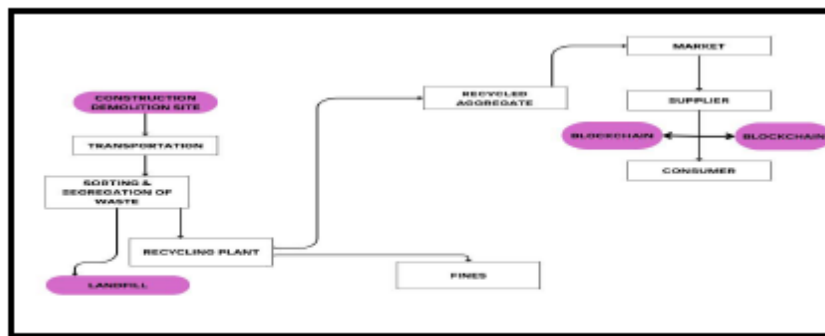 CONSTRUCTION
DEMOLITION SITE
TRANSPORTATION
SORTING &
SEGREGATION OF
WASTE
RECYCLING PLANT
LANDFILL
FINES
RECYCLED
AGGREGATE
MARKET
SUPPLIER
BLOCKCHAIN
BLOCKCHAIN
CONSUMER